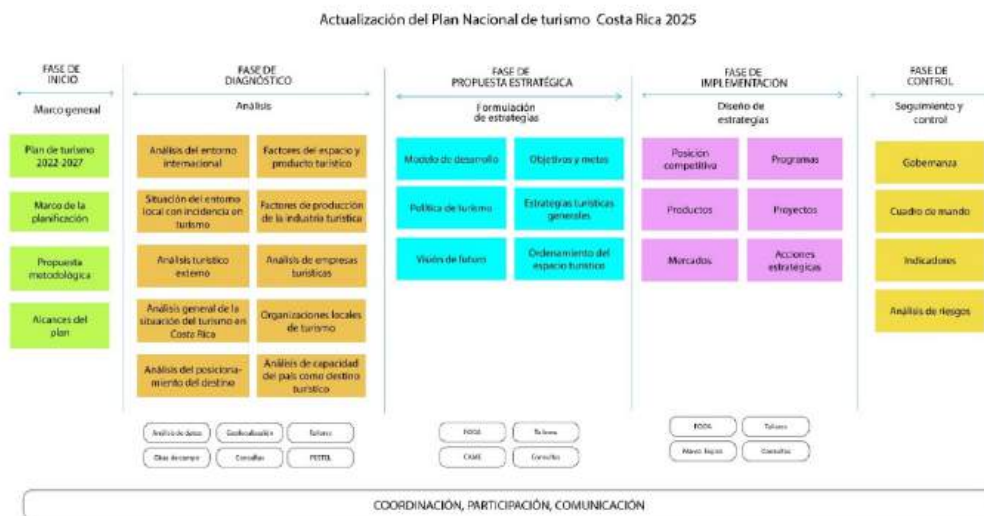 Actualización del Plan Nacional de turismo Costa Rica 2025
FASE DE
INICIO
Marco general
Plan de turismo
2022-2027
Marco de la
planificación
Propuesta
metodológica
Alcances del
plan
FASE DE
DIAGNÓSTICO
Análisis
Análisis del entorno
internacional
Factores del espacio y
producto turístico
Situación del entorno
local con incidencia en
turismo
Factores de producción
de la industria turística
Análisis turístico
externo
Análisis de empresas
turísticas
Análisis general de la
situación del turismo en
Costa Rica
Organizaciones locales
de turismo
Análisis del posiciona-
miento del destino
Análisis de capacidad
del país como destino
turístico
Análisis de datos
Geolocalización
Talleres
Giras de campo
Consultas
PESTEL
FASE DE
PROPUESTA ESTRATÉGICA
Formulación
de estrategias
Modelo de desarrollo
Objetivos y metas
Política de turismo
Estrategias turísticas
generales
Visión de futuro
Ordenamiento del
espacio turístico
FODA
Talleres
CAME
Consultas
FASE DE
IMPLEMENTACIÓN
Diseño de
estrategias
Posición
competitiva
Programas
Productos
Proyectos
Mercados
Acciones
estratégicas
FODA
Talleres
Marco
Consultas
FASE DE
CONTROL
Seguimiento y
control
Gobernanza
Cuadro de mando
Indicadores
Análisis de riesgos
COORDINACIÓN, PARTICIPACIÓN, COMUNICACIÓN